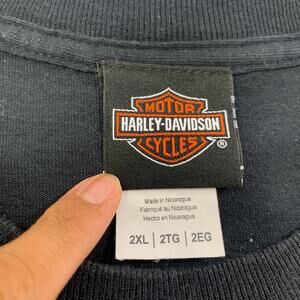 MOTOR
HARLEY-DAVIDSON
CYCLES
®
Made in Nicaragua
Fabriqué au Nicaragua
Hecho en Nicaragua
2XL | 2TG | 2EG